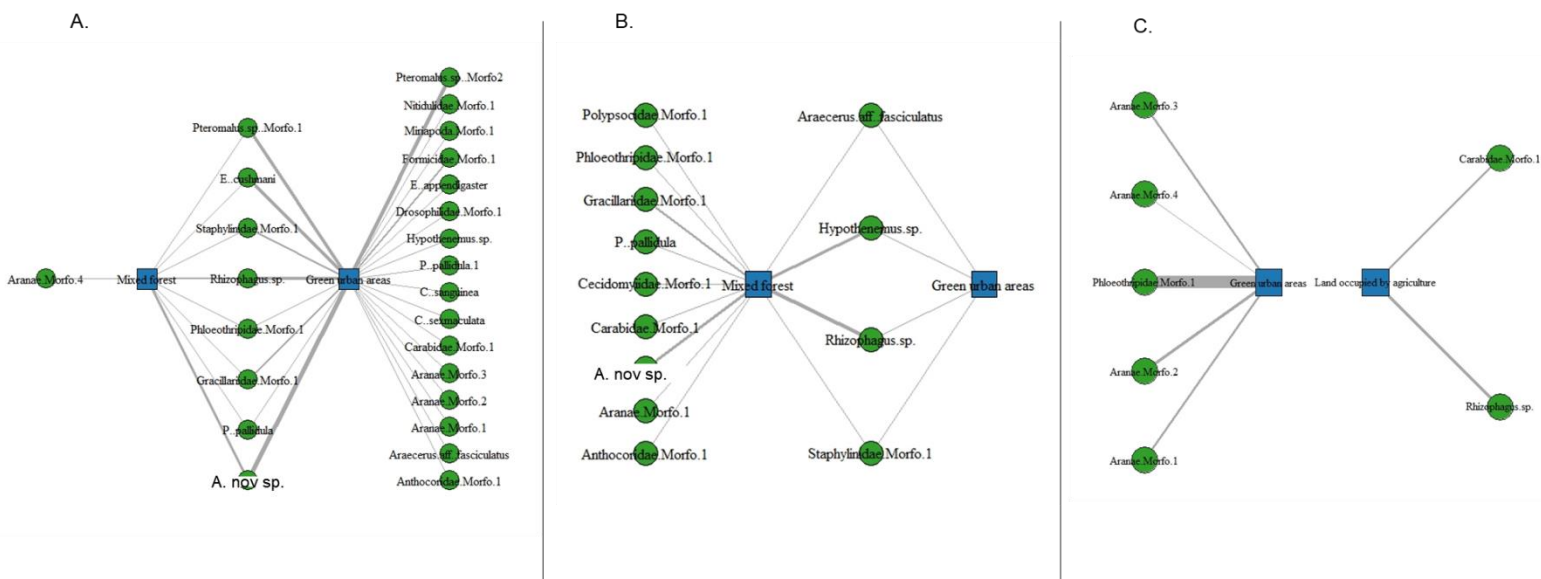 A.
Pteromalus.sp..Morfo2
Nitidulidae.Morfo.1
Miriapoda.Morfo.1
Formicidae.Morfo.1
E..appendigaster
Drosophilidae.Morfo.1
Hypothenemus.sp.
P..pallidula.1
C..sanguinea
C..sexmaculata
Carabidae.Morfo.1
Aranae.Morfo.3
Aranae.Morfo.2
Aranae.Morfo.1
Araecerus.aff..fasciculatus
Anthocoridae.Morfo.1
Pteromalus.sp..Morfo.1
E..cushmani
Staphylinidae.Morfo.1
Rhizophagus.sp.
Phloeothripidae.Morfo.1
Gracillariidae.Morfo.1
P..pallidula
A. nov sp.
Aranae.Morfo.4
Mixed forest
Green urban areas
B.
Polypsocidae.Morfo.1
Phloeothripidae.Morfo.1
Gracillariidae.Morfo.1
P..pallidula
Cecidomyiidae.Morfo.1
Carabidae.Morfo.1
A. nov sp.
Aranae.Morfo.1
Anthocoridae.Morfo.1
Mixed forest
Araecerus.aff..fasciculatus
Hypothenemus.sp.
Rhizophagus.sp.
Staphylinidae.Morfo.1
Green urban areas
C.
Aranae.Morfo.3
Aranae.Morfo.4
Phloeothripidae.Morfo.1
Aranae.Morfo.2
Aranae.Morfo.1
Green urban areas
Land occupied by agriculture
Carabidae.Morfo.1
Rhizophagus.sp.